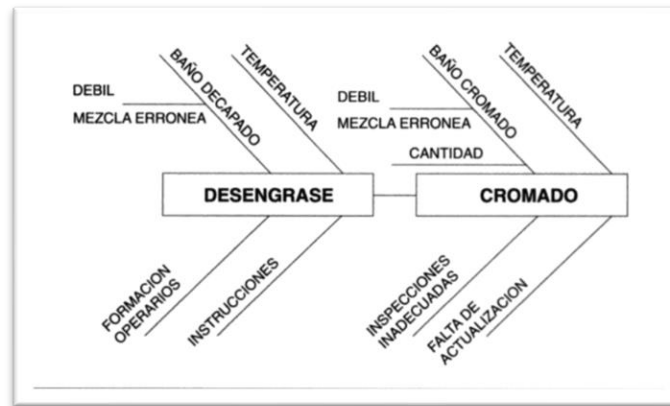 BAÑO DECAPADO
TEMPERATURA
DEBIL
MEZCLA ERRONEA
BAÑO CROMADO
TEMPERATURA
DEBIL
MEZCLA ERRONEA
CANTIDAD
DESENGRASE
CROMADO
FORMACION
OPERARIOS
INSTRUCCIONES
INSPECCIONES
INADECUADAS
FALTA DE
ACTUALIZACION